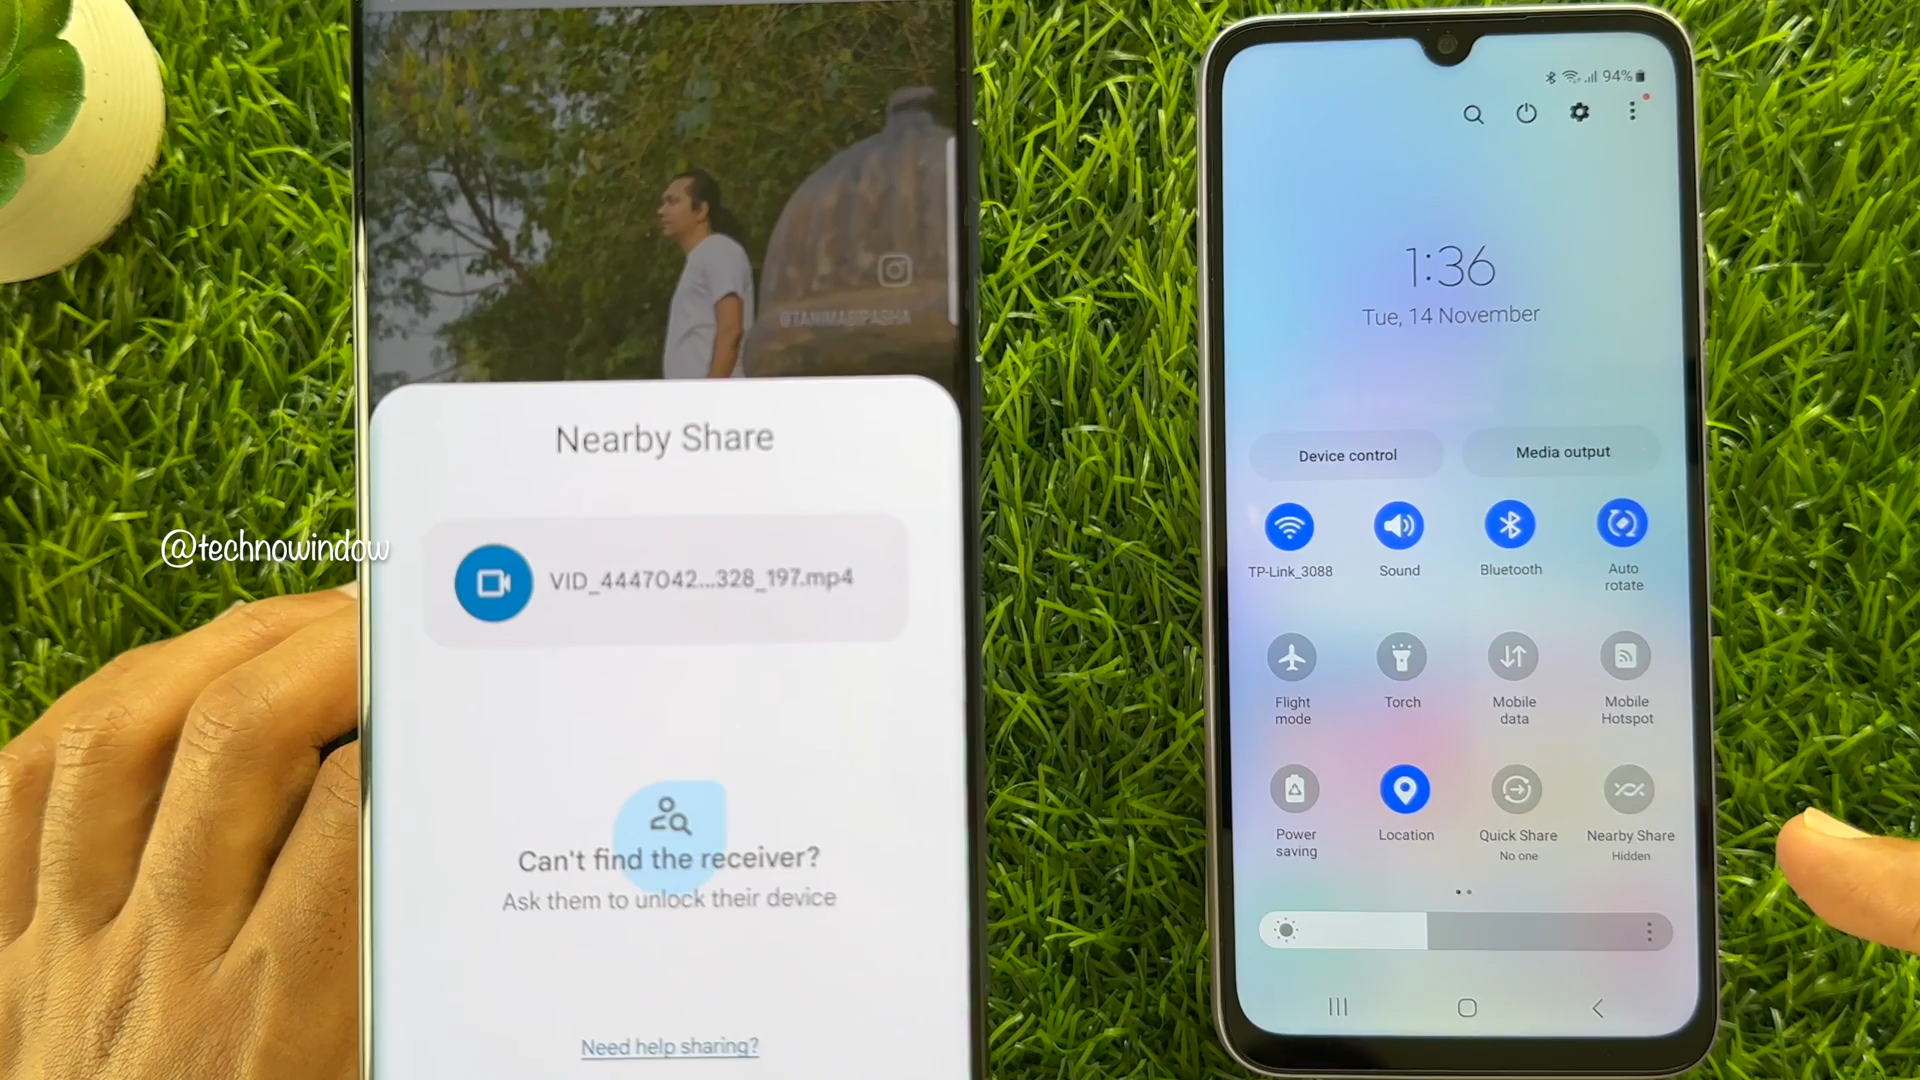 @TANIMABIPASHA
Nearby Share
VID_4447042...328_197.mp4
Can't find the receiver?
Ask them to unlock their device
Need help sharing?
@technowindow
94%
1:36
Tue, 14 November
Device control
Media output
TP-Link_3088
Sound
Bluetooth
Auto
rotate
Flight
mode
Torch
Mobile
data
Mobile
Hotspot
Power
saving
Location
Quick Share
No one
Nearby Share
Hidden